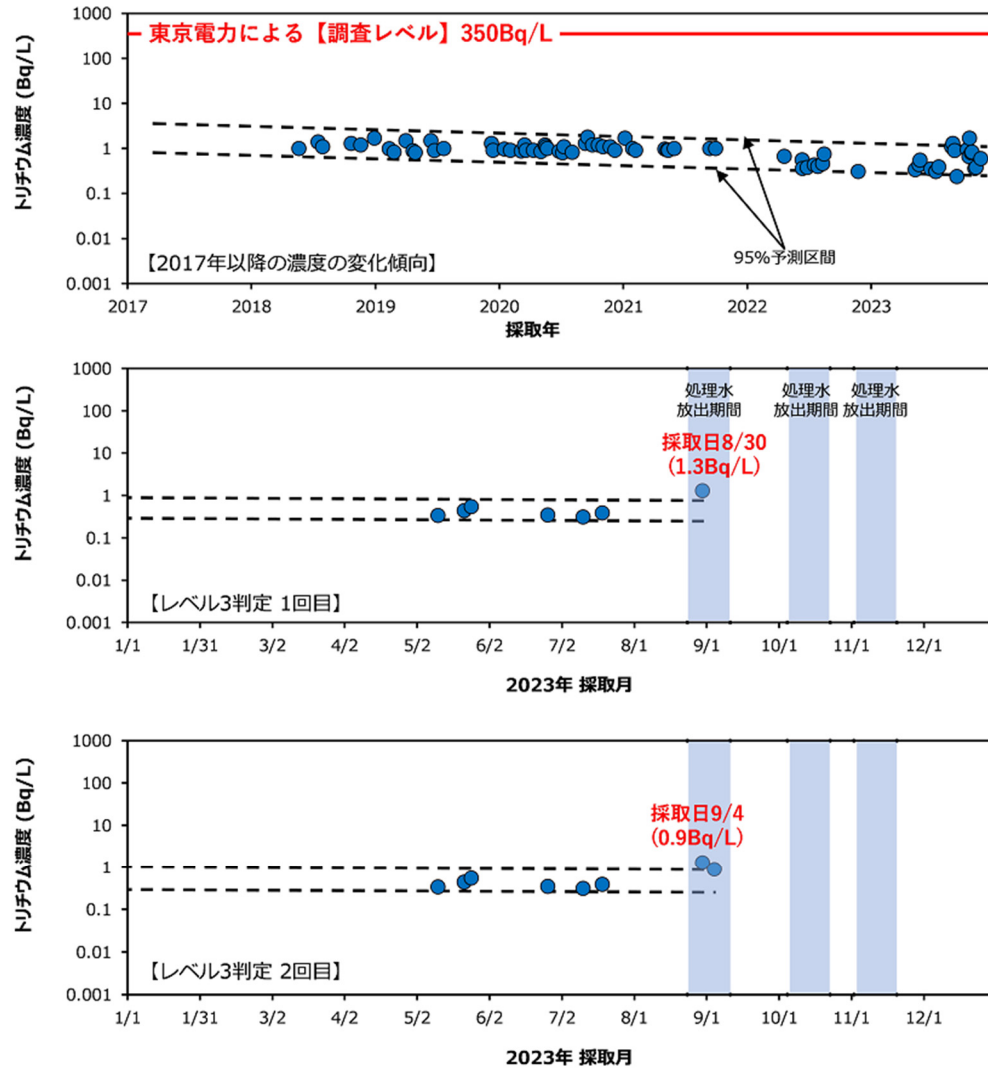 東京電力による【調査レベル】350Bq/L
トリチウム濃度 (Bq/L)
1000
100
10
1
0.1
0.01
0.001
95%予測区間
【2017年以降の濃度の変化傾向】
2017 2018 2019 2020 2021 2022 2023
採取年
トリチウム濃度 (Bq/L)
1000
100
10
1
0.1
0.01
0.001
処理水 処理水 処理水
放出期間 放出期間 放出期間
採取日8/30
(1.3Bq/L)
【レベル3判定 1回目】
1/1 1/31 3/2 4/2 5/2 6/2 7/2 8/1 9/1 10/1 11/1 12/1
2023年 採取月
トリチウム濃度 (Bq/L)
1000
100
10
1
0.1
0.01
0.001
採取日9/4
(0.9Bq/L)
【レベル3判定 2回目】
1/1 1/31 3/2 4/2 5/2 6/2 7/2 8/1 9/1 10/1 11/1 12/1
2023年 採取月